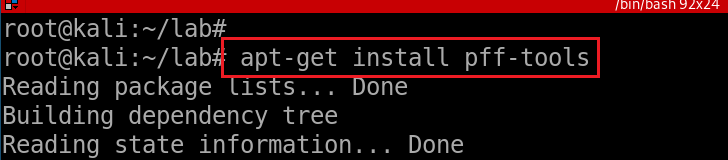 /bin/bash 92x24
root@kali:~/lab#
root@kali:~/lab# apt-get install pff-tools
Reading package lists... Done
Building dependency tree
Reading state information... Done